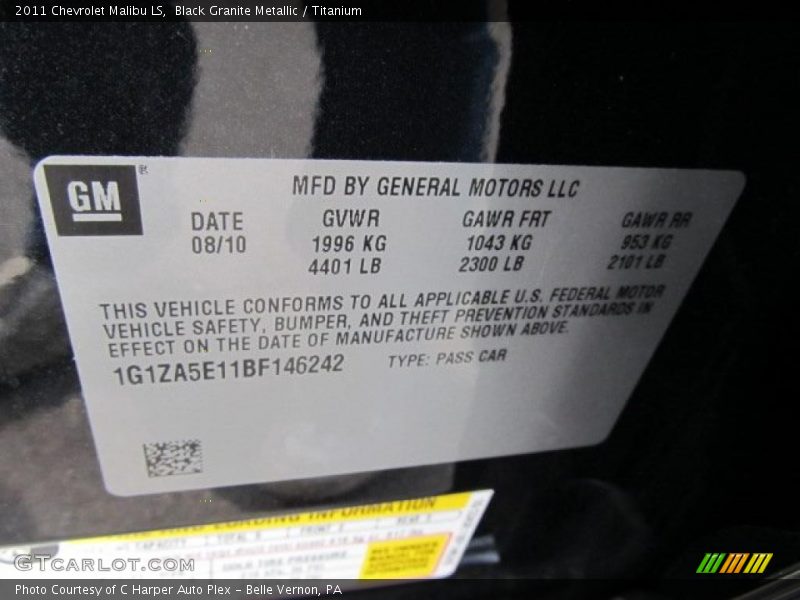 2011 Chevrolet Malibu LS, Black Granite Metallic / Titanium
GM ®
MFD BY GENERAL MOTORS LLC
DATE GVWR GAWR FRT GAWR RR
08/10 1996 KG 1043 KG 953 KG
4401 LB 2300 LB 2101 LB
THIS VEHICLE CONFORMS TO ALL APPLICABLE U.S. FEDERAL MOTOR
VEHICLE SAFETY, BUMPER, AND THEFT PREVENTION STANDARDS IN
EFFECT ON THE DATE OF MANUFACTURE SHOWN ABOVE.
1G1ZA5E11BF146242 TYPE: PASS CAR
LOADING INFORMATION
GTcarlot.com
Photo Courtesy of C Harper Auto Plex - Belle Vernon, PA